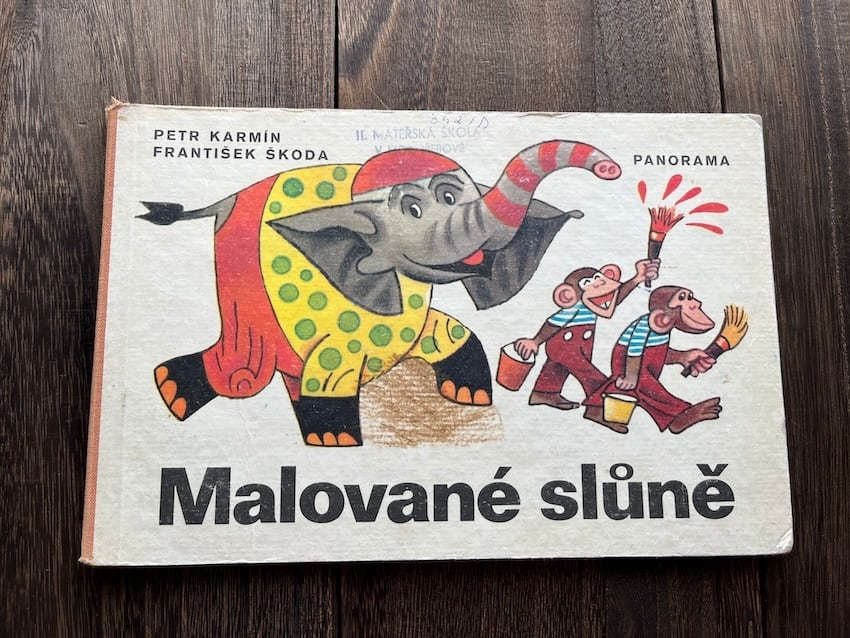 PETR KARMÍN
FRANTIŠEK ŠKODA
II. MATEŘSKÁ ŠKOLA
PANORAMA
Malované slůně